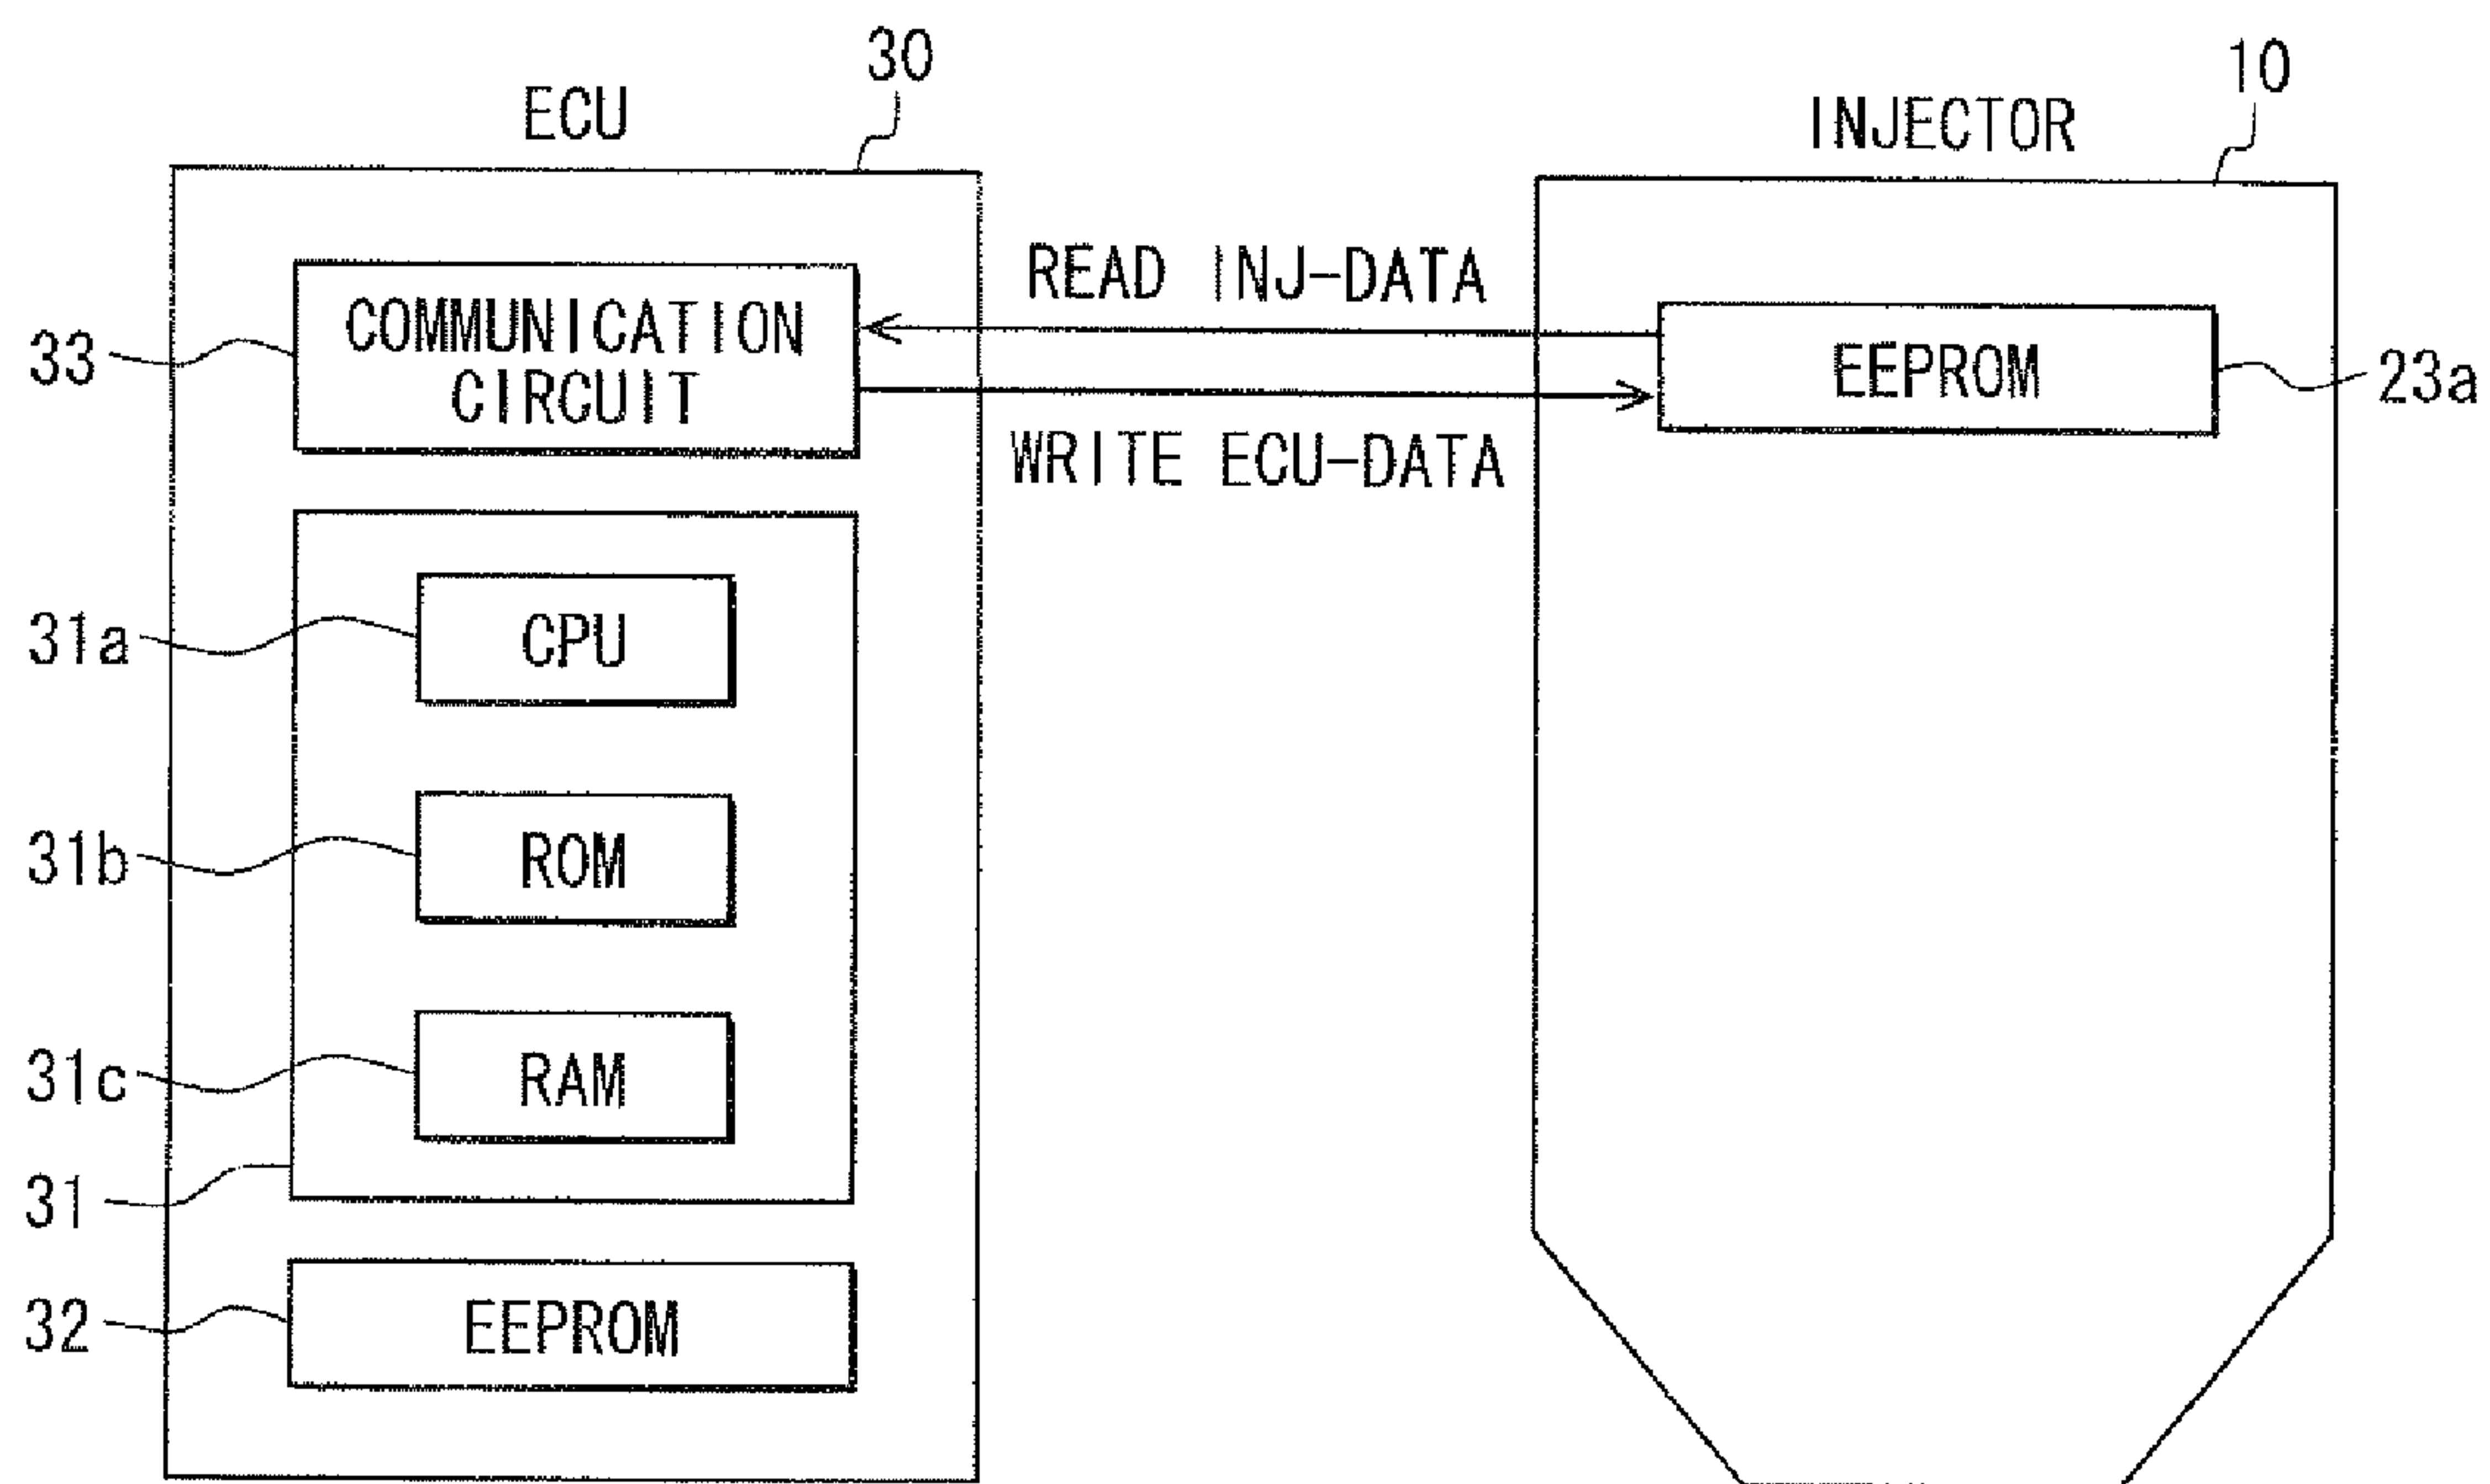 30
10
ECU
INJECTOR
READ INJ-DATA
33
COMMUNICATION
CIRCUIT
EEPROM
23a
WRITE ECU-DATA
31a
CPU
31b
ROM
31c
RAM
31
32
EEPROM